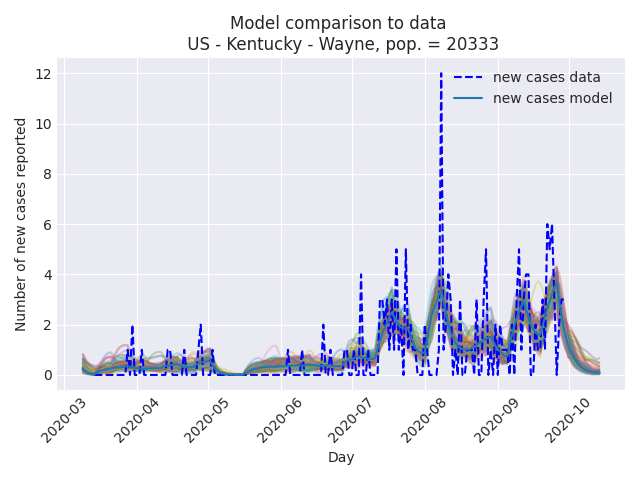 Model comparison to data
US - Kentucky - Wayne, pop. = 20333
new cases data
new cases model
Number of new cases reported
12
10
8
6
4
2
0
2020-03
2020-04
2020-05
2020-06
2020-07
2020-08
2020-09
2020-10
Day